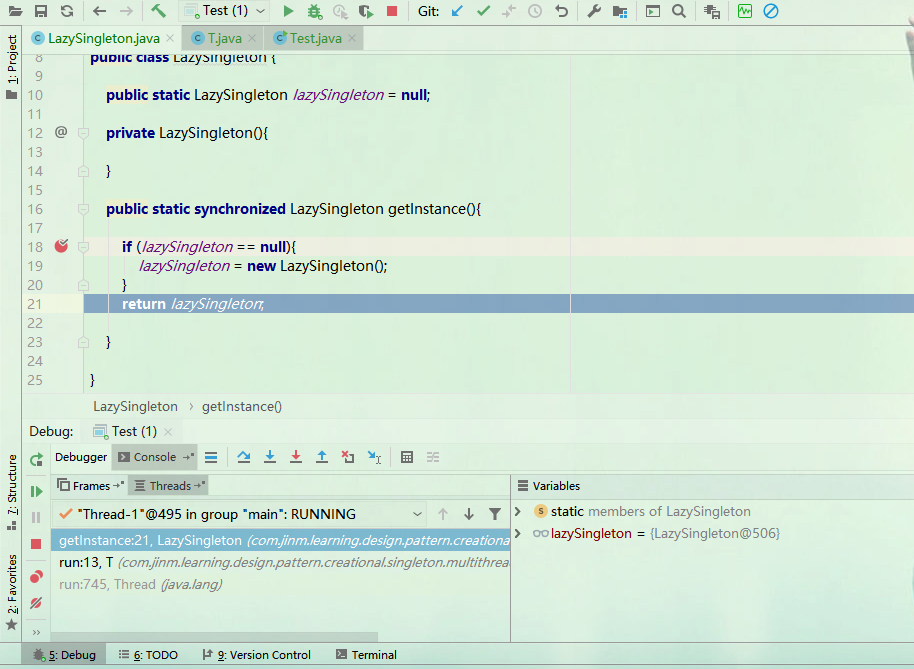 Test (1)
Git:
LazySingleton.java
T.java
Test.java
1: Project
8 public class LazySingleton {
9
10 public static LazySingleton lazySingleton = null;
11
12 @ private LazySingleton(){
13
14 }
15
16 public static synchronized LazySingleton getInstance(){
17
18 if (lazySingleton == null){
19 lazySingleton = new LazySingleton();
20 }
21 return lazySingleton;
22
23 }
24
25 }
LazySingleton › getInstance()
Debug: Test (1)
Debugger Console
Frames Threads
Variables
"Thread-1"@495 in group "main": RUNNING
static members of LazySingleton
getInstance:21, LazySingleton (com.jinm.learning.design.pattern.creationa
lazySingleton = {LazySingleton@506}
run:13, T (com.jinm.learning.design.pattern.creational.singleton.multithrea
run:745, Thread (java.lang)
7: Structure
2: Favorites
5: Debug 6: TODO 9: Version Control Terminal